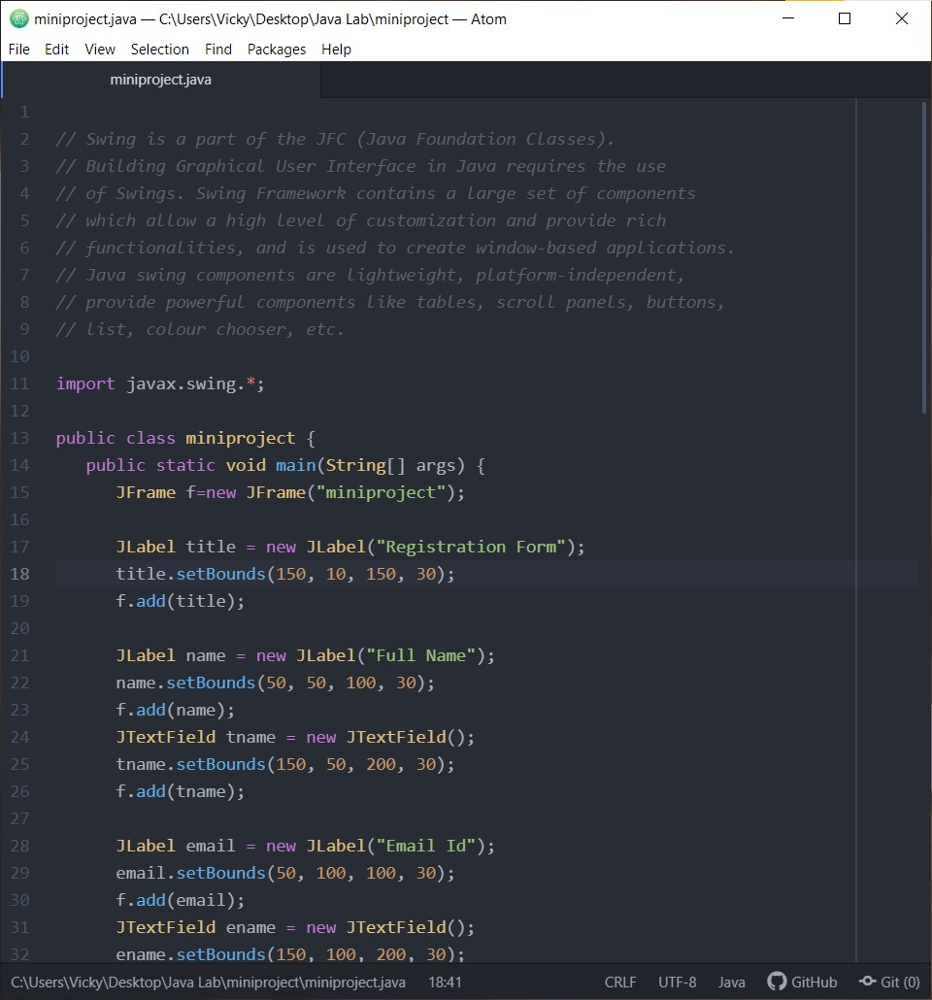 miniproject.java — C:\Users\Vicky\Desktop\Java Lab\miniproject — Atom
File Edit View Selection Find Packages Help
miniproject.java
1
2 // Swing is a part of the JFC (Java Foundation Classes).
3 // Building Graphical User Interface in Java requires the use
4 // of Swings. Swing Framework contains a large set of components
5 // which allow a high level of customization and provide rich
6 // functionalities, and is used to create window-based applications.
7 // Java swing components are lightweight, platform-independent,
8 // provide powerful components like tables, scroll panels, buttons,
9 // list, colour chooser, etc.
10
11 import javax.swing.*;
12
13 public class miniproject {
14    public static void main(String[] args) {
15       JFrame f=new JFrame("miniproject");
16
17       JLabel title = new JLabel("Registration Form");
18       title.setBounds(150, 10, 150, 30);
19       f.add(title);
20
21       JLabel name = new JLabel("Full Name");
22       name.setBounds(50, 50, 100, 30);
23       f.add(name);
24       JTextField tname = new JTextField();
25       tname.setBounds(150, 50, 200, 30);
26       f.add(tname);
27
28       JLabel email = new JLabel("Email Id");
29       email.setBounds(50, 100, 100, 30);
30       f.add(email);
31       JTextField ename = new JTextField();
32       ename.setBounds(150, 100, 200, 30);
C:\Users\Vicky\Desktop\Java Lab\miniproject\miniproject.java 18:41 CRLF UTF-8 Java GitHub Git (0)